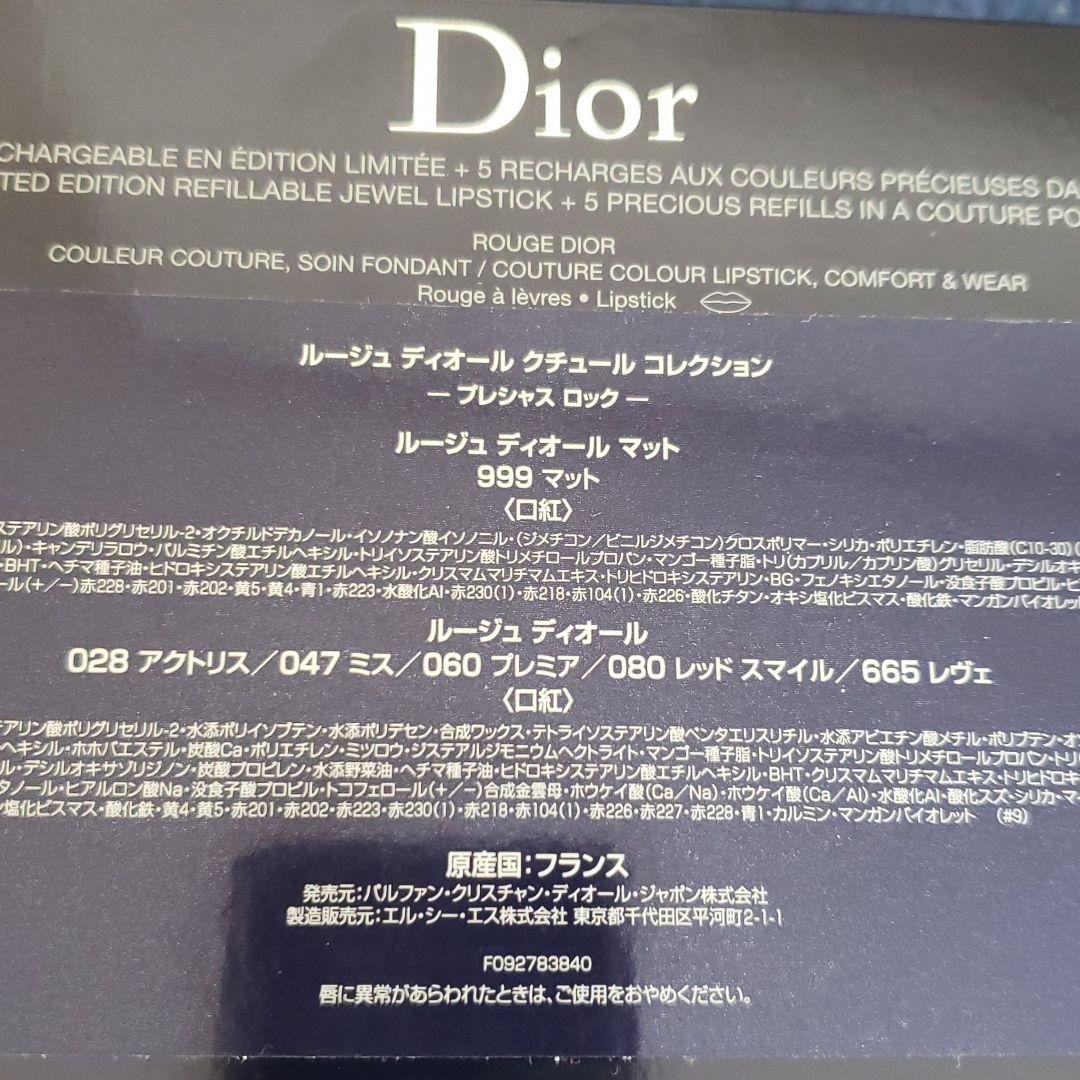 Dior
CHARGEABLE EN ÉDITION LIMITÉE + 5 RECHARGES AUX COULEURS PRÉCIEUSES DA
TED EDITION REFILLABLE JEWEL LIPSTICK + 5 PRECIOUS REFILLS IN A COUTURE PO
ROUGE DIOR
COULEUR COUTURE, SOIN FONDANT / COUTURE COLOUR LIPSTICK, COMFORT & WEAR
Rouge à lèvres • Lipstick
ルージュ ディオール クチュール コレクション
— プレシャス ロック —
ルージュ ディオール マット
999 マット
〈口紅〉
ステアリン酸ポリグリセリル-2・オクチルドデカノール・イソノナン酸イソノニル・(ジメチコン/ビニルジメチコン)クロスポリマー・シリカ・ポリエチレン・脂肪酸(C10-30)(
ル)・キャンデリラロウ・パルミチン酸エチルヘキシル・トリイソステアリン酸トリメチロールプロパン・マンゴー種子脂・トリ(カプリル/カプリン酸)グリセリル・デシルオキ
・BHT・ヘチマ種子油・ヒドロキシステアリン酸エチルヘキシル・クリスマムマリチマムエキス・トリヒドロキシステアリン・BG・フェノキシエタノール・没食子酸プロピル・ヒ
ール(+/−)赤228・赤201・赤202・黄5・黄4・青1・赤223・水酸化Al・赤230(1)・赤218・赤104(1)・赤226・酸化チタン・オキシ塩化ビスマス・酸化鉄・マンガンバイオレット
ルージュ ディオール
028 アクトリス/047 ミス/060 プレミア/080 レッド スマイル/665 レヴェ
〈口紅〉
テアリン酸ポリグリセリル-2・水添ポリイソブテン・水添ポリデセン・合成ワックス・テトライソステアリン酸ペンタエリスリチル・水添アビエチン酸メチル・ポリブテン・オ
ヘキシル・ホホバエステル・炭酸Ca・ポリエチレン・ミツロウ・ジステアルジモニウムヘクトライト・マンゴー種子脂・トリイソステアリン酸トリメチロールプロパン・トリ(
ル・デシルオキサゾリジノン・炭酸プロピレン・水添野菜油・ヘチマ種子油・ヒドロキシステアリン酸エチルヘキシル・BHT・クリスマムマリチマムエキス・トリヒドロキ
タノール・ヒアルロン酸Na・没食子酸プロピル・トコフェロール(+/−)合成金雲母・ホウケイ酸(Ca/Na)・ホウケイ酸(Ca/Al)・水酸化Al・酸化スズ・シリカ・マ
塩化ビスマス・酸化鉄・黄4・黄5・赤201・赤202・赤223・赤230(1)・赤218・赤104(1)・赤226・赤227・赤228・青1・カルミン・マンガンバイオレット (#9)
原産国:フランス
発売元:パルファン・クリスチャン・ディオール・ジャポン株式会社
製造販売元:エル・シー・エス株式会社 東京都千代田区平河町2-1-1
F092783840
唇に異常があらわれたときは、ご使用をおやめください。